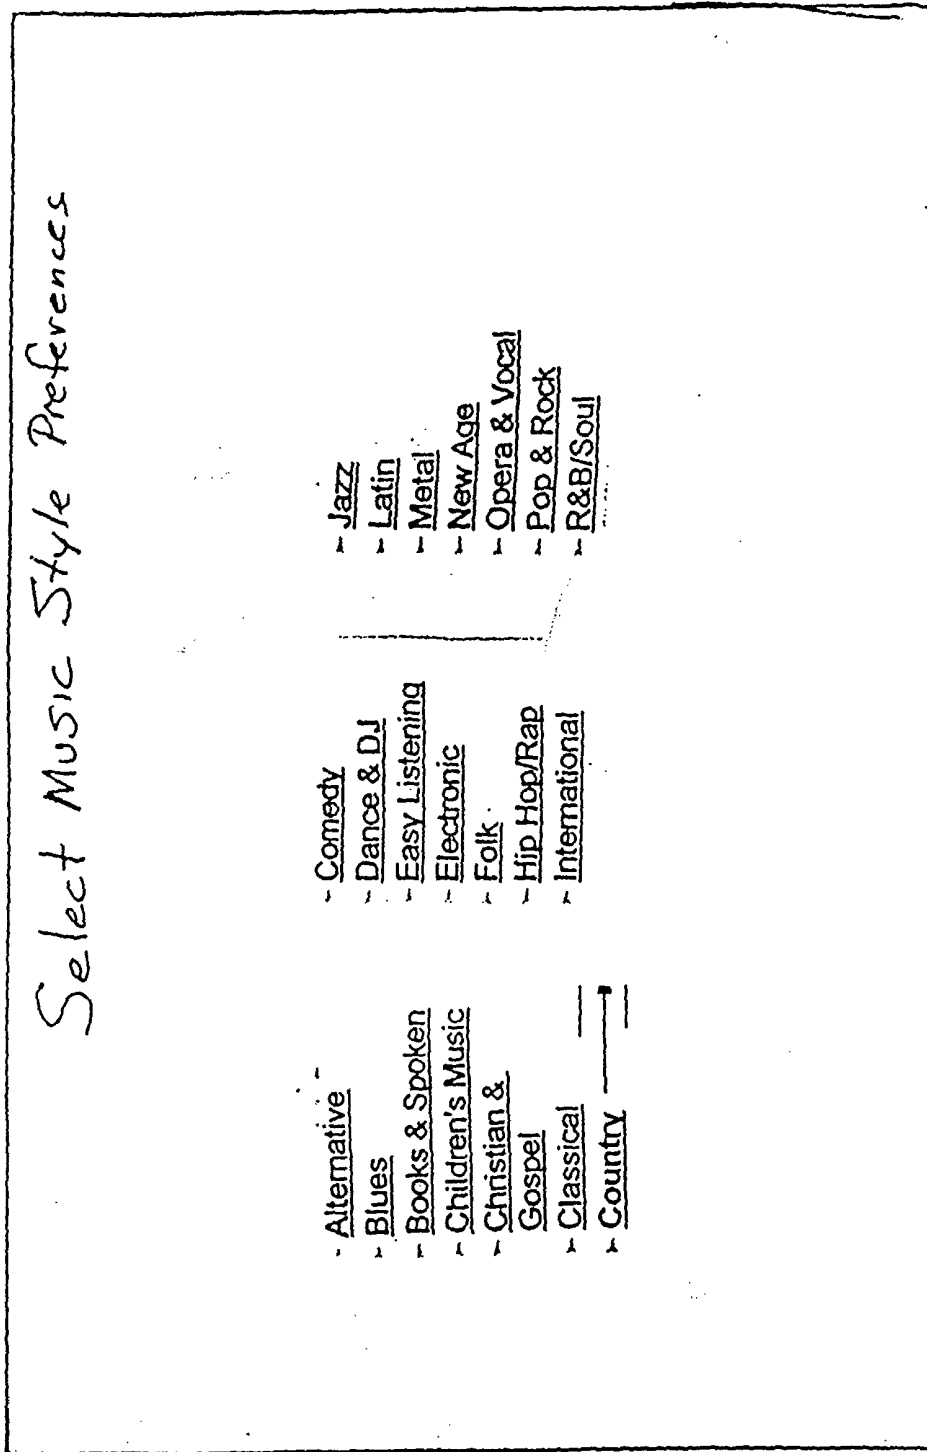 Select Music Style Preferences
Alternative
Blues
Books & Spoken
Children's Music
Christian &
Gospel
Classical
Country
Comedy
Dance & DJ
Easy Listening
Electronic
Folk
Hip Hop/Rap
International
Jazz
Latin
Metal
New Age
Opera & Vocal
Pop & Rock
R&B/Soul